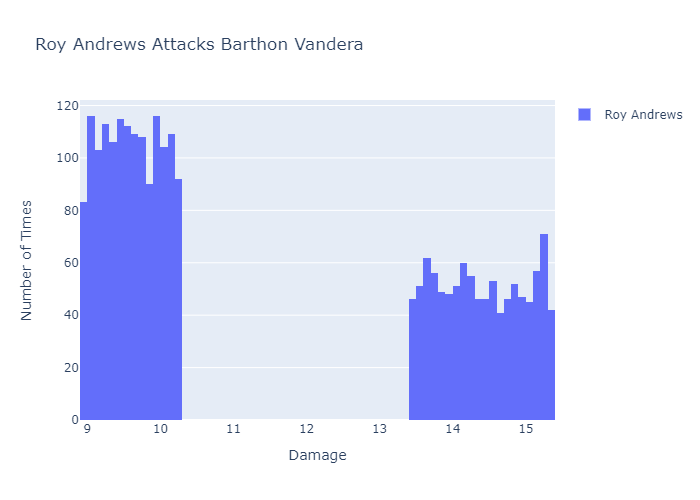 Roy Andrews Attacks Barthon Vandera
120
100
80
60
40
20
0
Number of Times
9 10 11 12 13 14 15
Damage
Roy Andrews